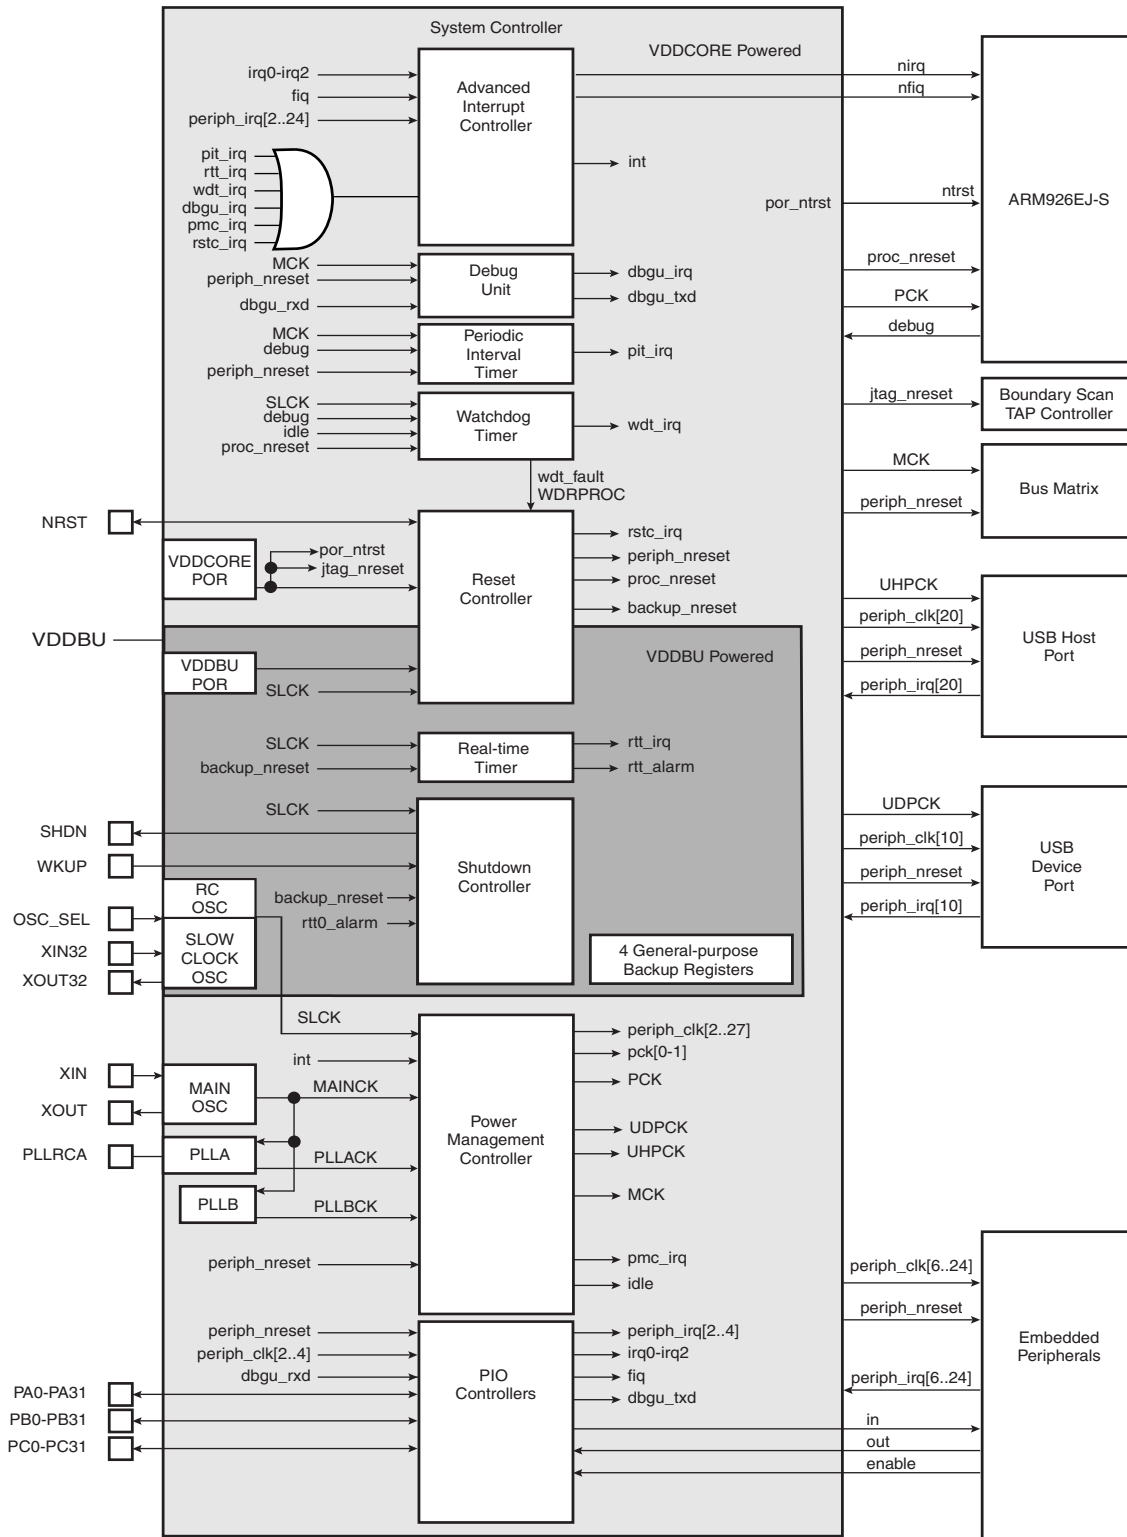 System Controller
VDDCORE Powered
irq0-irq2
fiq
periph_irq[2..24]
Advanced
Interrupt
Controller
nirq
nfiq
int
pit_irq
rtt_irq
wdt_irq
dbgu_irq
pmc_irq
rstc_irq
por_ntrst
ntrst
ARM926EJ-S
proc_nreset
PCK
debug
MCK
periph_nreset
dbgu_rxd
Debug
Unit
dbgu_irq
dbgu_txd
MCK
debug
periph_nreset
Periodic
Interval
Timer
pit_irq
SLCK
debug
idle
proc_nreset
Watchdog
Timer
wdt_irq
jtag_nreset
Boundary Scan
TAP Controller
wdt_fault
WDRPROC
MCK
periph_nreset
Bus Matrix
NRST
VDDCORE
POR
por_ntrst
jtag_nreset
Reset
Controller
rstc_irq
periph_nreset
proc_nreset
backup_nreset
UHPCK
periph_clk[20]
periph_nreset
periph_irq[20]
USB Host
Port
VDDBU
VDDBU
POR
SLCK
VDDBU Powered
SLCK
backup_nreset
Real-time
Timer
rtt_irq
rtt_alarm
SLCK
SHDN
WKUP
backup_nreset
rtt0_alarm
Shutdown
Controller
UDPCK
periph_clk[10]
periph_nreset
periph_irq[10]
USB
Device
Port
RC
OSC
OSC_SEL
XIN32
XOUT32
SLOW
CLOCK
OSC
4 General-purpose
Backup Registers
SLCK
int
XIN
XOUT
MAIN
OSC
MAINCK
PLLRCA
PLLA
PLLACK
PLLB
PLLBCK
periph_nreset
Power
Management
Controller
periph_clk[2..27]
pck[0-1]
PCK
UDPCK
UHPCK
MCK
pmc_irq
idle
periph_nreset
periph_clk[2..4]
dbgu_rxd
PA0-PA31
PB0-PB31
PC0-PC31
PIO
Controllers
periph_irq[2..4]
irq0-irq2
fiq
dbgu_txd
periph_clk[6..24]
periph_nreset
periph_irq[6..24]
in
out
enable
Embedded
Peripherals